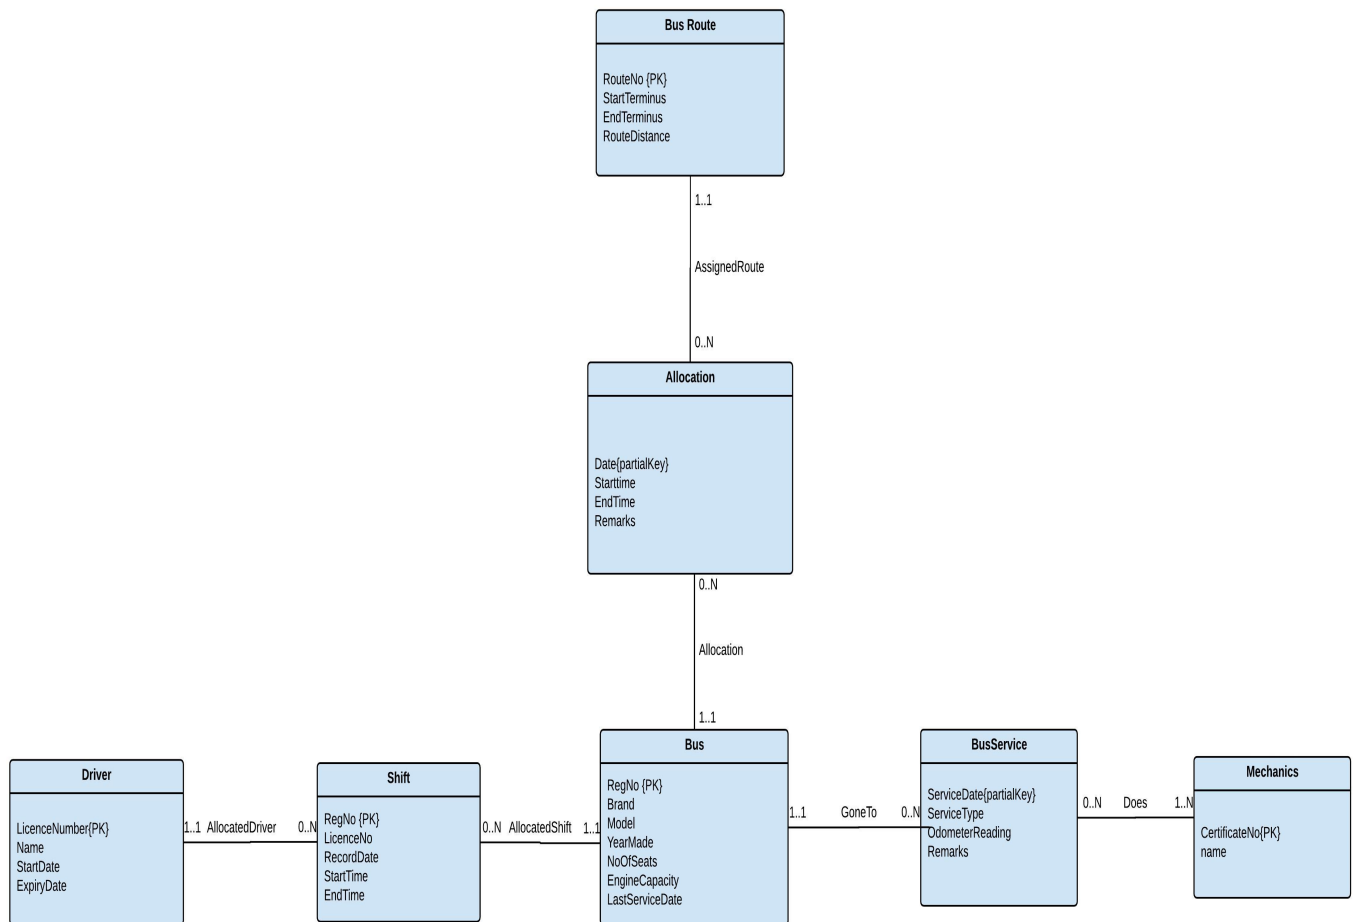 Bus Route
RouteNo {PK}
StartTerminus
EndTerminus
RouteDistance
1..1
AssignedRoute
0..N
Allocation
Date{partialKey}
Starttime
EndTime
Remarks
0..N
Allocation
1..1
Driver
LicenceNumber{PK}
Name
StartDate
ExpiryDate
1..1 AllocatedDriver 0..N
Shift
RegNo {PK}
LicenceNo
RecordDate
StartTime
EndTime
0..N AllocatedShift 1..1
Bus
RegNo {PK}
Brand
Model
YearMade
NoOfSeats
EngineCapacity
LastServiceDate
1..1 GoneTo 0..N
BusService
ServiceDate{partialKey}
ServiceType
OdometerReading
Remarks
0..N Does 1..N
Mechanics
CertificateNo{PK}
name